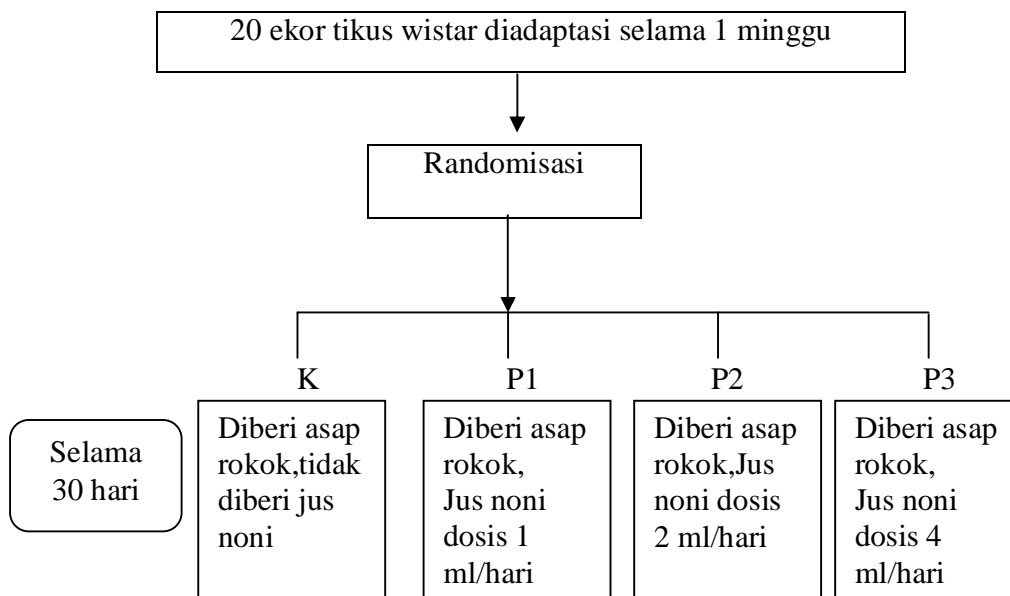 20 ekor tikus wistar diadaptasi selama 1 minggu
Randomisasi
K
P1
P2
P3
Selama
30 hari
Diberi asap
rokok,tidak
diberi jus
noni
Diberi asap
rokok,
Jus noni
dosis 1
ml/hari
Diberi asap
rokok,Jus
noni dosis
2 ml/hari
Diberi asap
rokok,
Jus noni
dosis 4
ml/hari